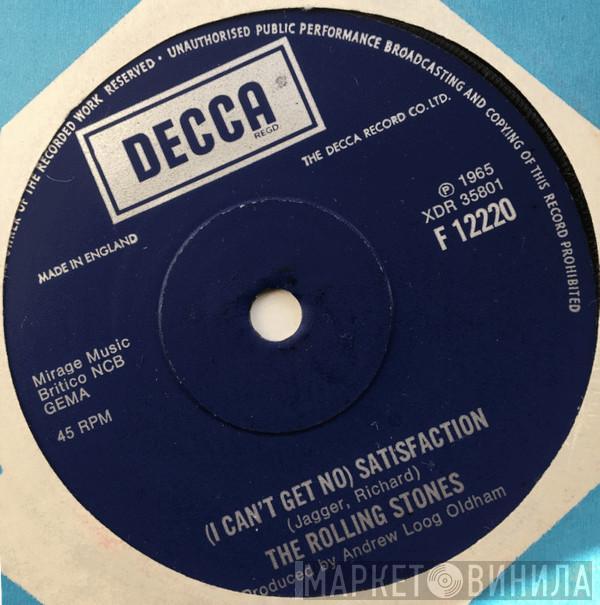 OF THE RECORDED WORK RESERVED · UNAUTHORISED PUBLIC PERFORMANCE BROADCASTING AND COPYING OF THIS RECORD PROHIBITED
DECCA
REGD.
THE DECCA RECORD CO. LTD.
MADE IN ENGLAND
℗ 1965
XDR 35801
F 12220
Mirage Music
Britico NCB
GEMA
45 RPM
(I CAN'T GET NO) SATISFACTION
(Jagger, Richard)
THE ROLLING STONES
Produced by Andrew Loog Oldham
МАРКЕТ ВИНИЛА